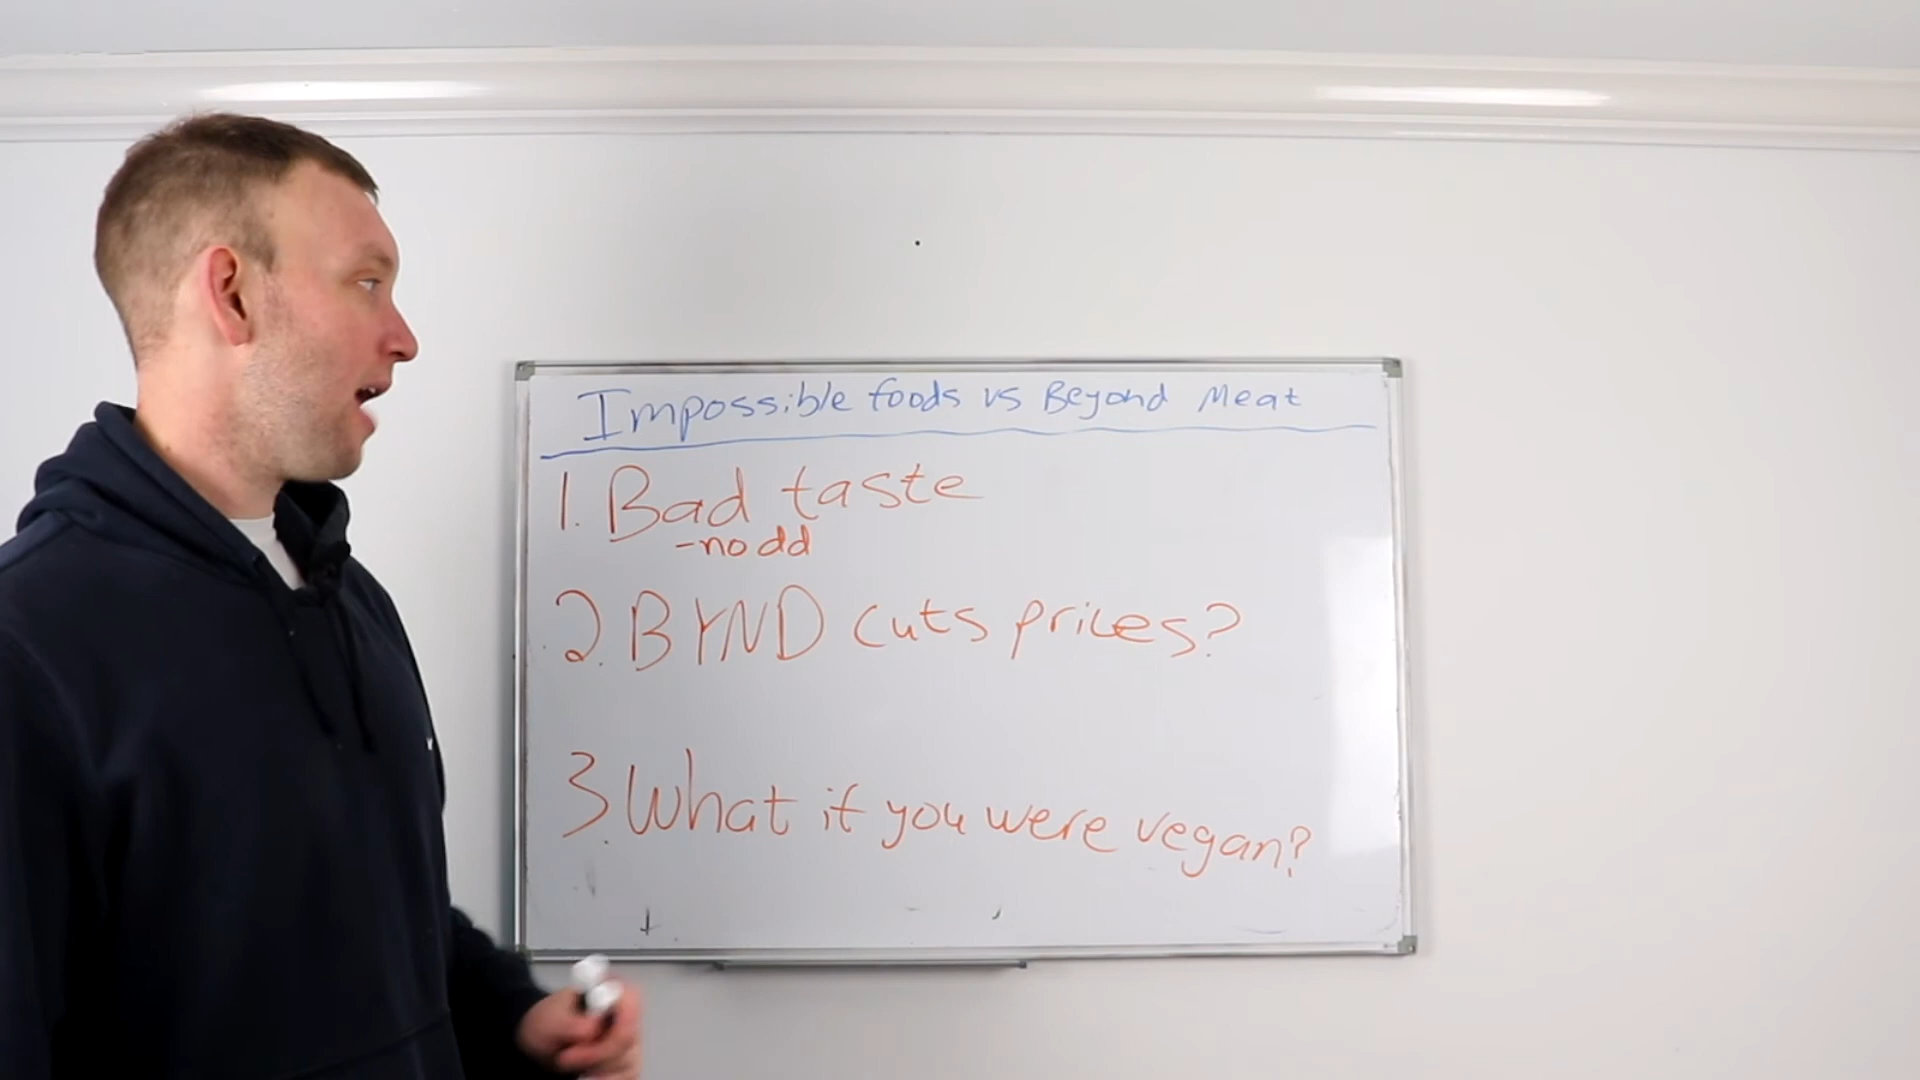 Impossible foods vs Beyond Meat
1. Bad taste
-no dd
2. BYND cuts prices?
3. What if you were vegan?